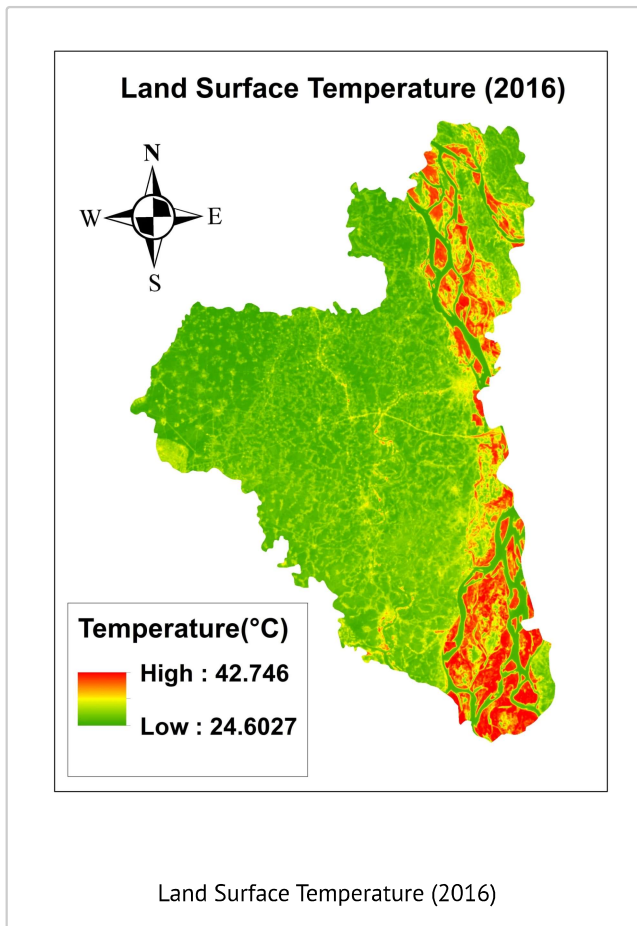 Land Surface Temperature (2016)
N
W E
S
Temperature(°C)
High : 42.746
Low : 24.6027
Land Surface Temperature (2016)